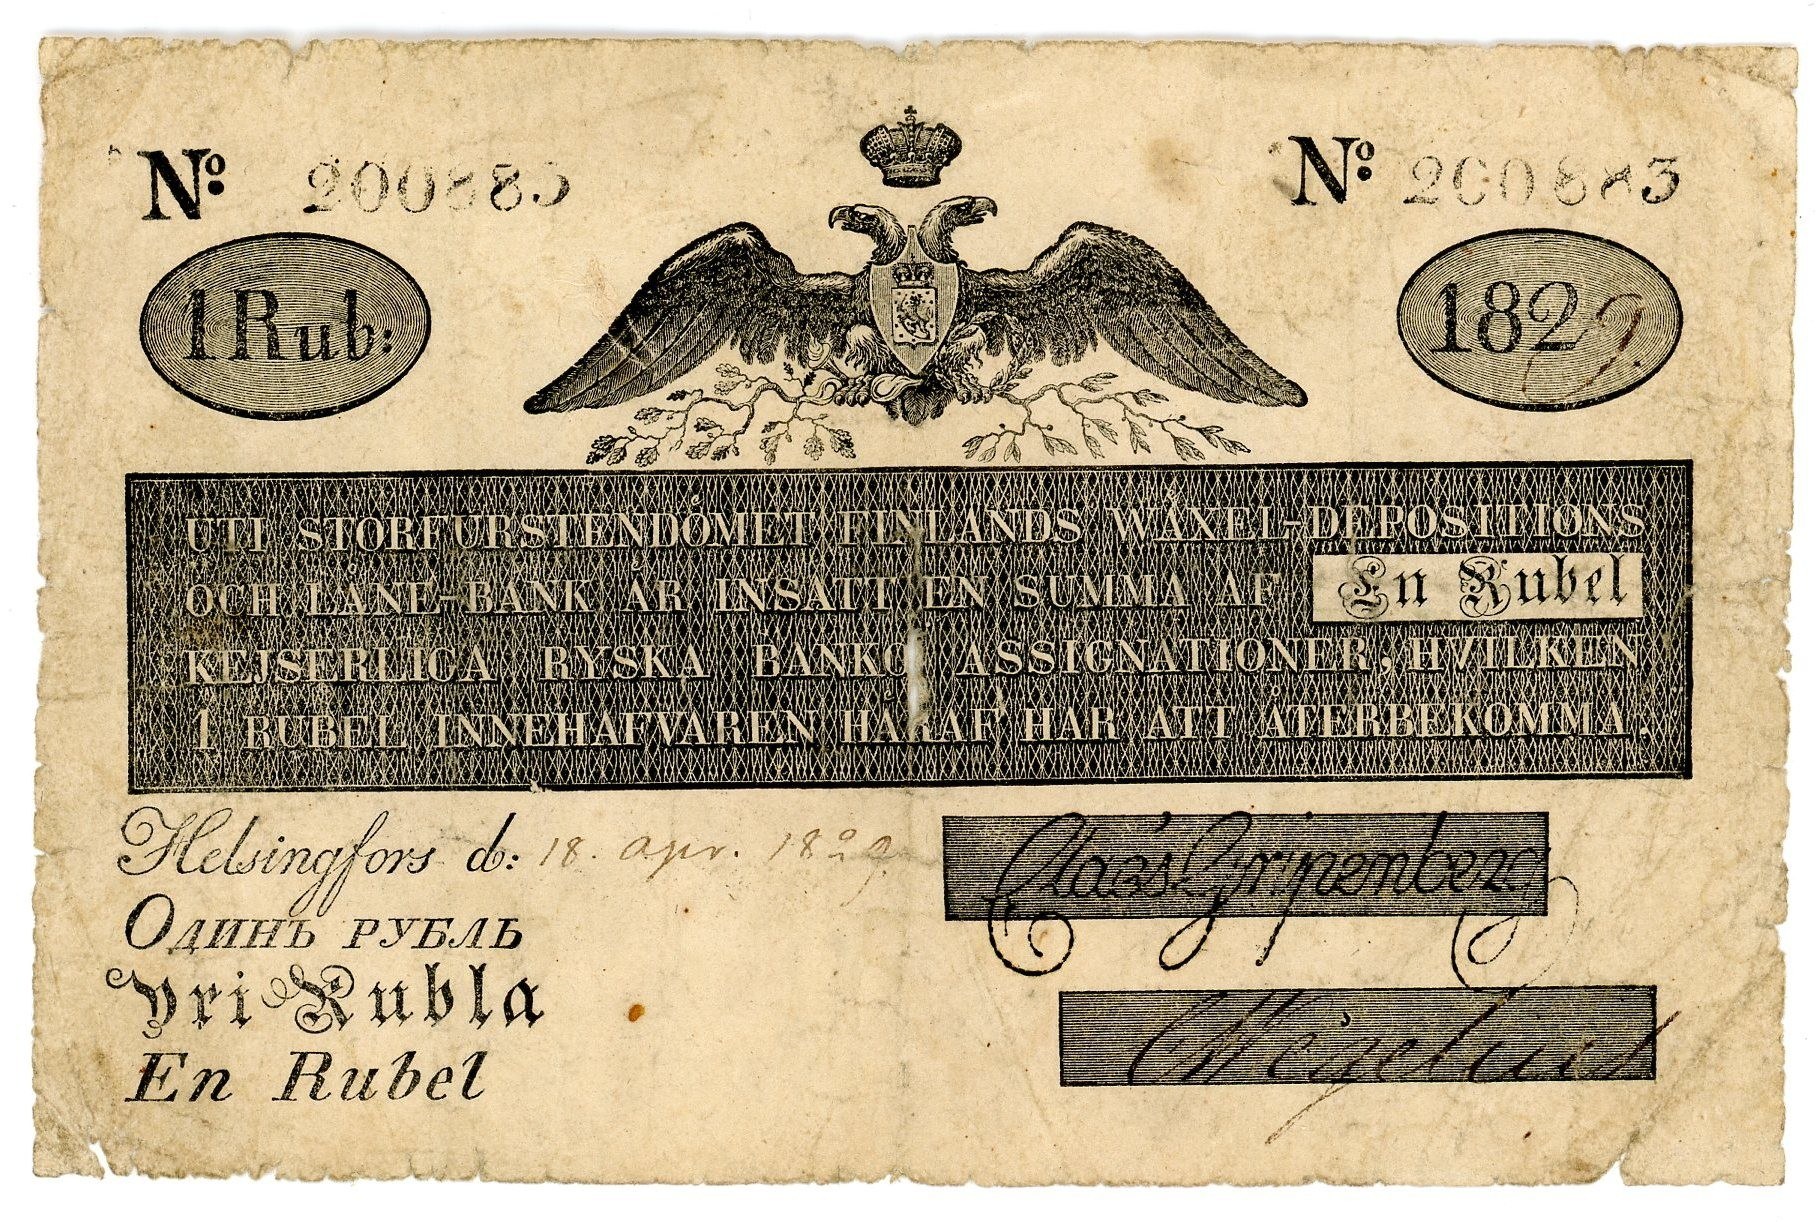 No: 200883 No: 200883
1 Rub: 1829.
UTI STORFURSTENDÖMET FINLANDS WÄXEL-DEPOSITIONS
OCH LÅNE-BANK ÄR INSATT EN SUMMA AF En Rubel
KEJSERLIGA RYSKA BANKO ASSIGNATIONER, HVILKEN
1 RUBEL INNEHAFVAREN HÄRAF HAR ATT ÅTERBEKOMMA.
Helsingfors d: 18. apr. 1829.
Одинъ рубль
Yri Rubla
En Rubel
Claës Gripenberg
Wegelius